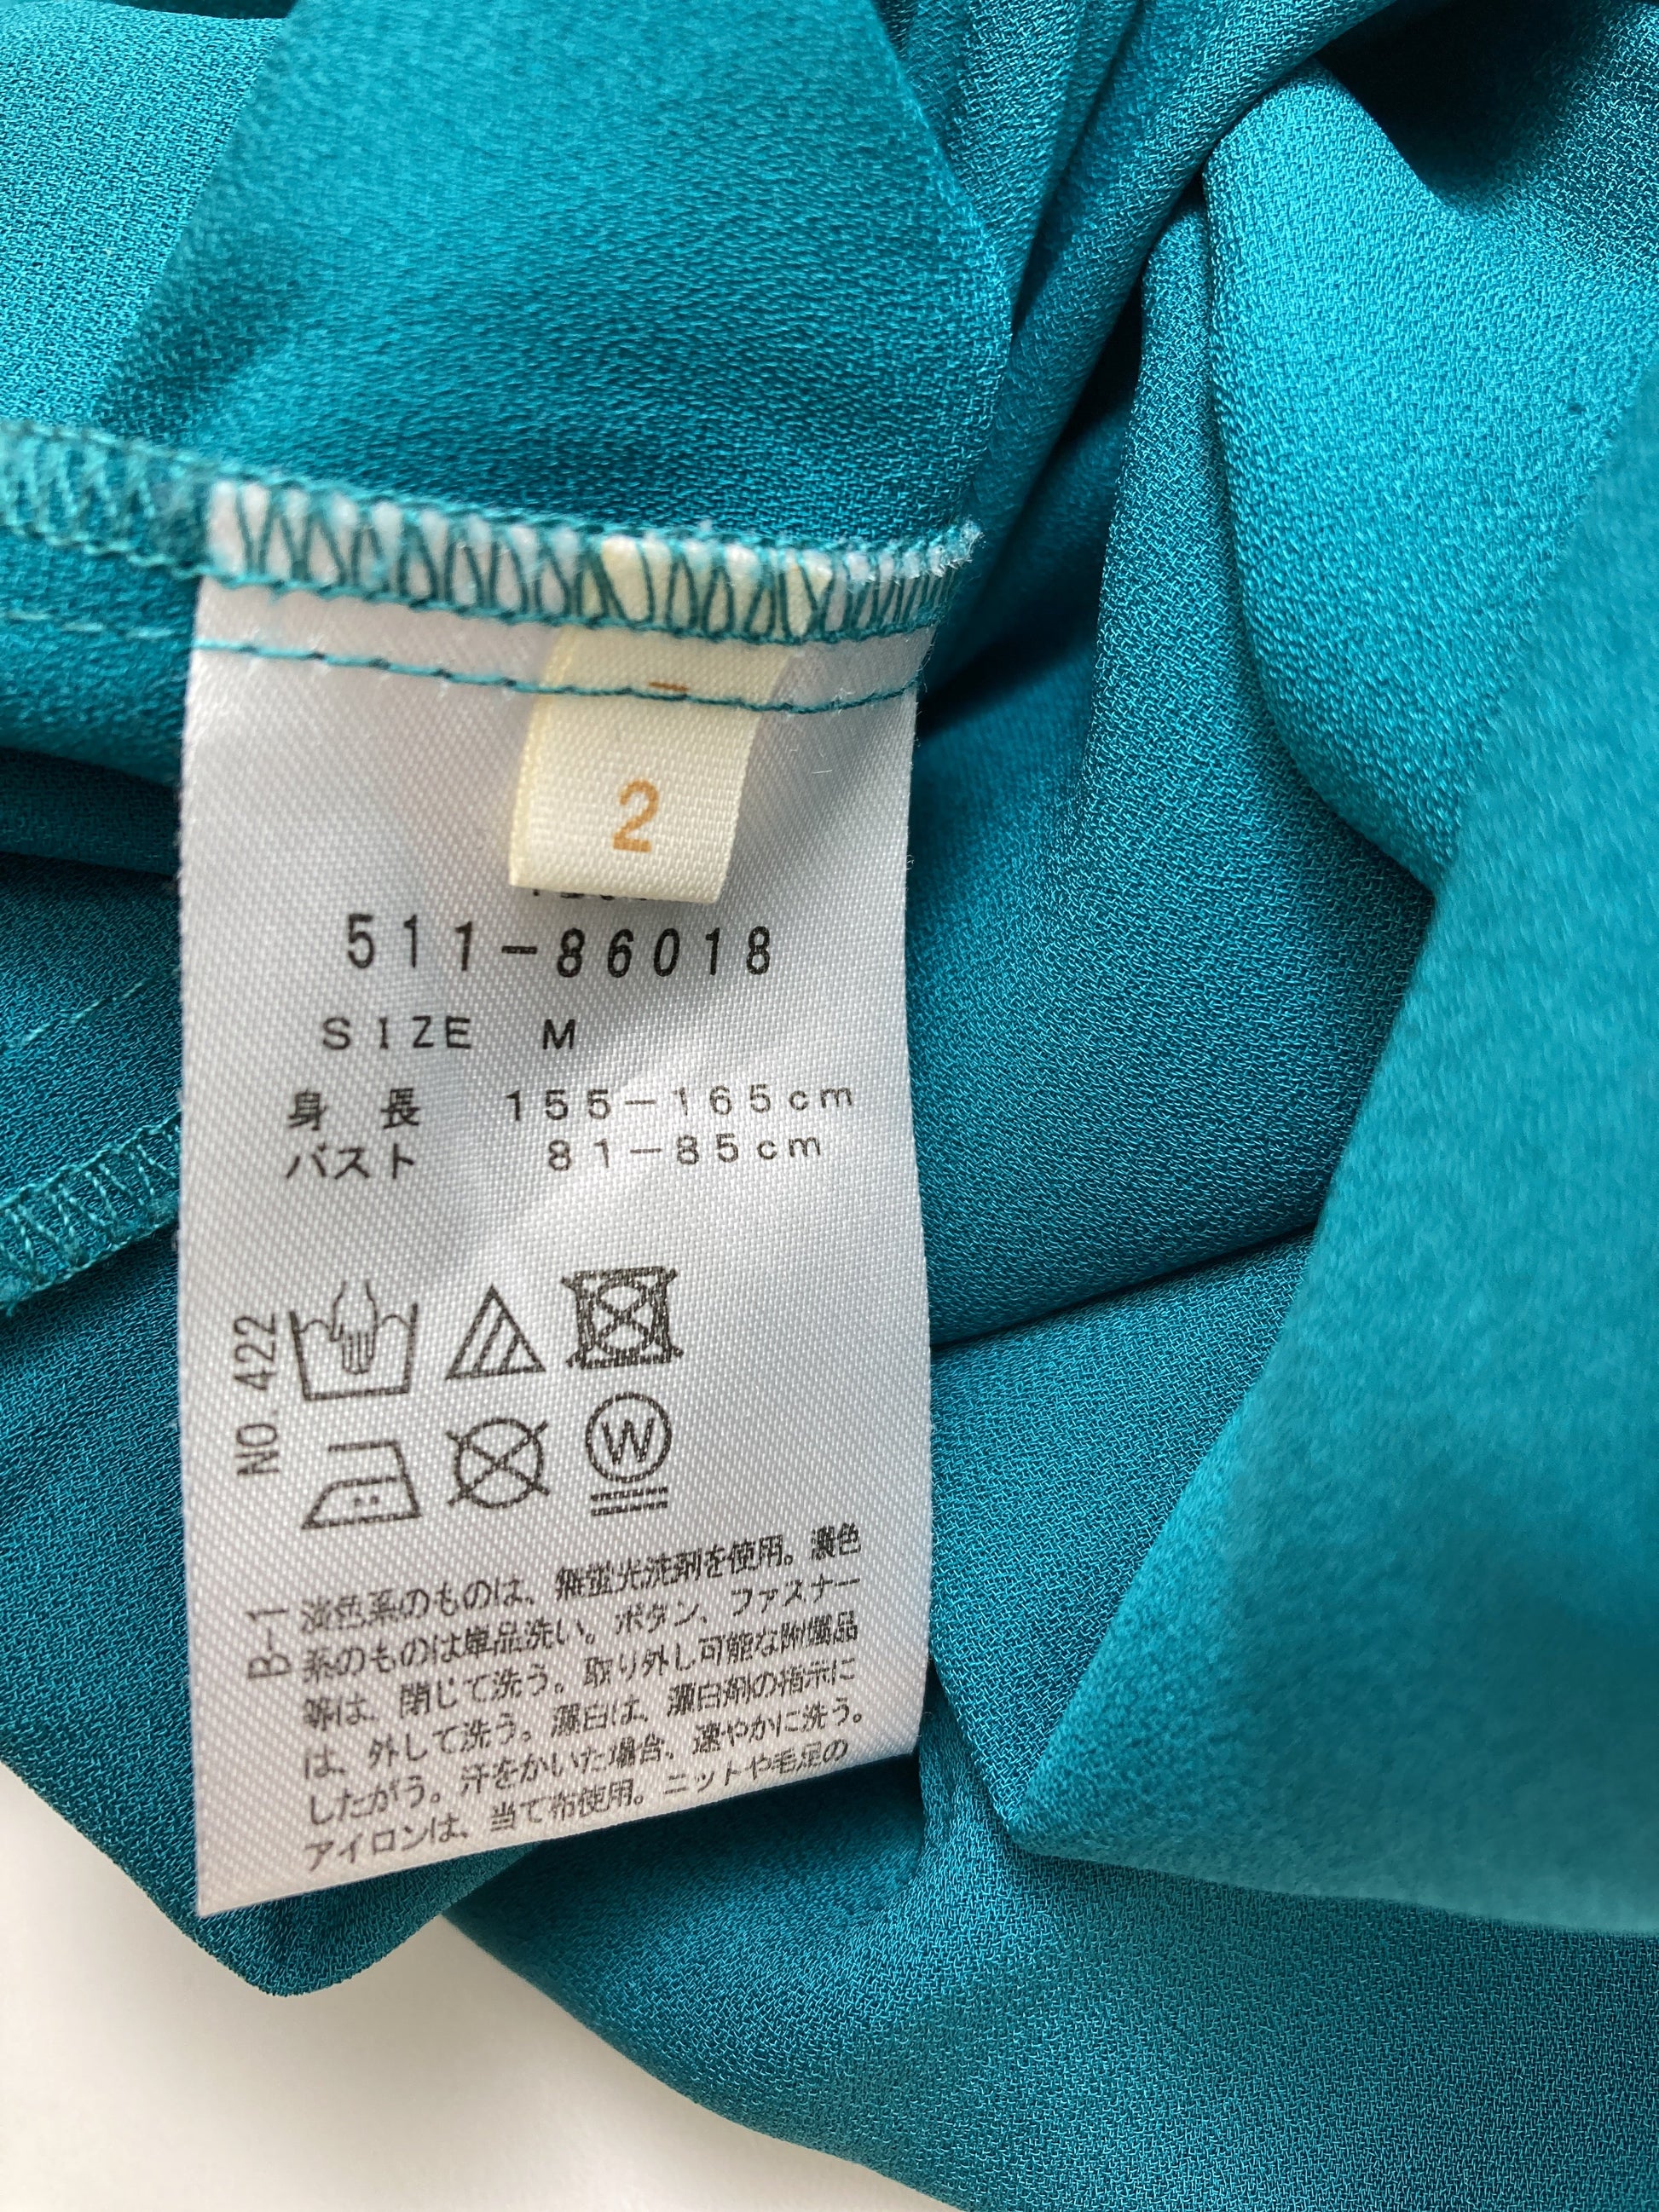 2
511-86018
SIZE M
身 長 155-165cm
バスト 81-85cm
NO.422
W
B-1
淡色系のものは、無蛍光洗剤を使用。濃色
系のものは単品洗い。ボタン、ファスナー
等は、閉じて洗う。取り外し可能な附属品
は、外して洗う。漂白は、漂白剤の指示に
したがう。汗をかいた場合、速やかに洗う。
アイロンは、当て布使用。ニットや毛足の